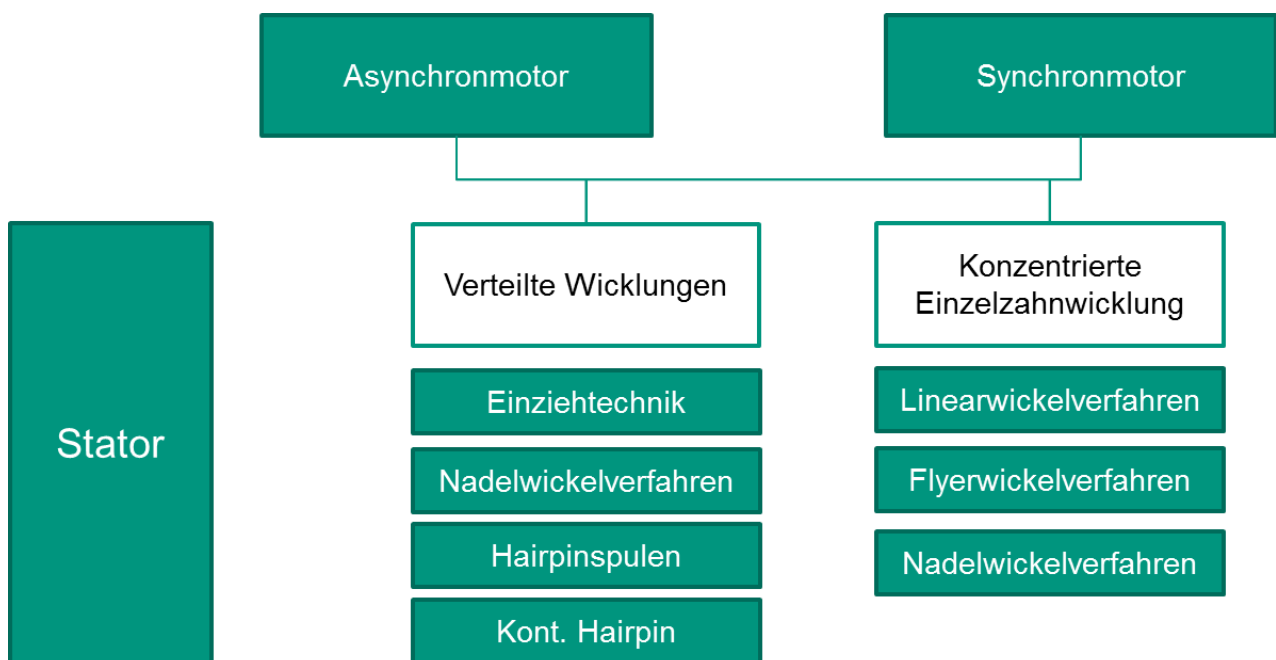 Asynchronmotor
Synchronmotor
Stator
Verteilte Wicklungen
Einziehtechnik
Nadelwickelverfahren
Hairpinspulen
Kont. Hairpin
Konzentrierte
Einzelzahnwicklung
Linearwickelverfahren
Flyerwickelverfahren
Nadelwickelverfahren